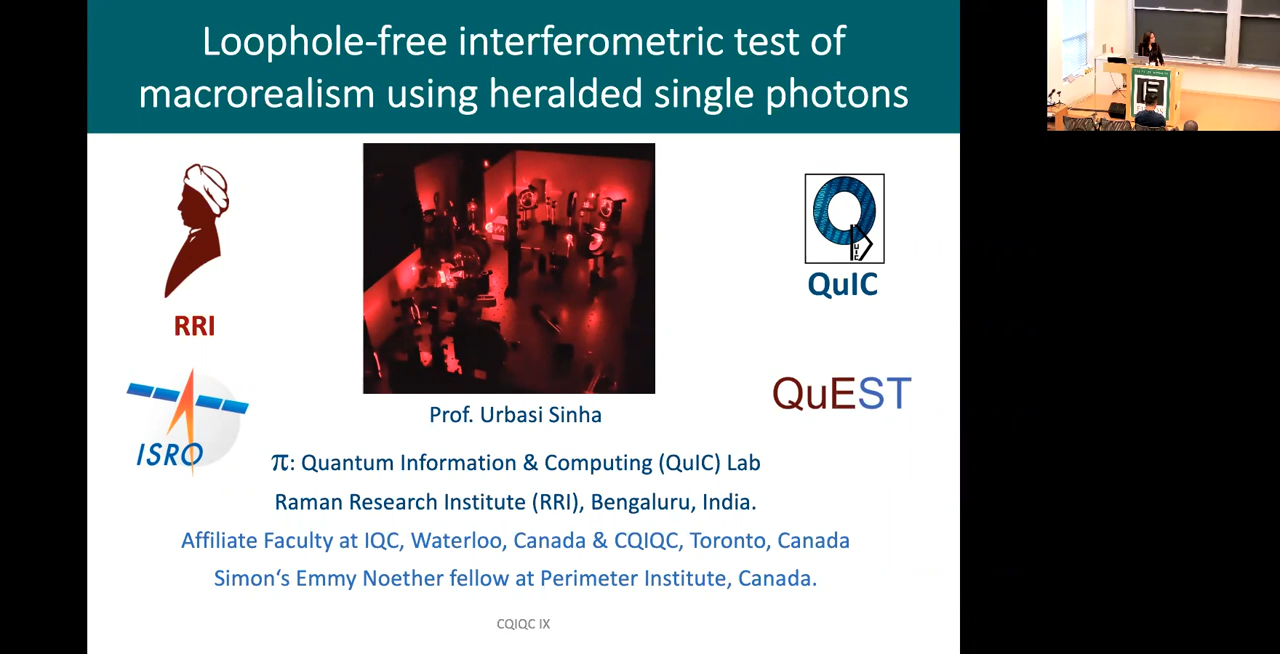 Loophole-free interferometric test of
macrorealism using heralded single photons
RRI
QuIC
ISRO
QuEST
Prof. Urbasi Sinha
π: Quantum Information & Computing (QuIC) Lab
Raman Research Institute (RRI), Bengaluru, India.
Affiliate Faculty at IQC, Waterloo, Canada & CQIQC, Toronto, Canada
Simon‘s Emmy Noether fellow at Perimeter Institute, Canada.
CQIQC IX